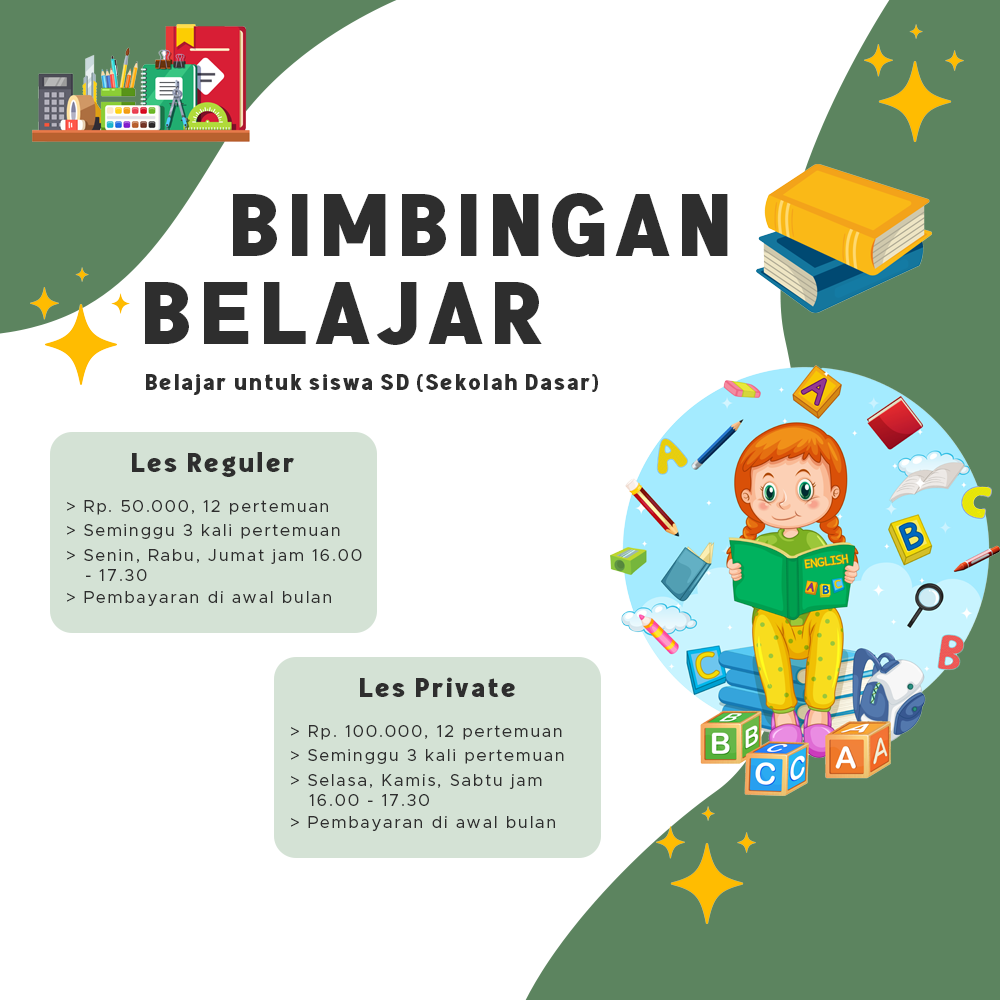 BIMBINGAN
BELAJAR
Belajar untuk siswa SD (Sekolah Dasar)
Les Reguler
> Rp. 50.000, 12 pertemuan
> Seminggu 3 kali pertemuan
> Senin, Rabu, Jumat jam 16.00
- 17.30
> Pembayaran di awal bulan
Les Private
> Rp. 100.000, 12 pertemuan
> Seminggu 3 kali pertemuan
> Selasa, Kamis, Sabtu jam
16.00 - 17.30
> Pembayaran di awal bulan
A
A
C
B
ENGLISH
A B C
B
C
B B B
C C C
A A A